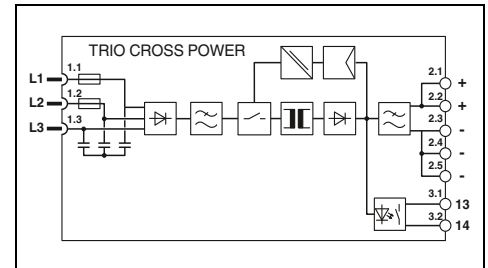 TRIO CROSS POWER
L1 1.1
L2 1.2
L3 1.3
2.1 +
2.2 +
2.3 -
2.4 -
2.5 -
3.1 13
3.2 14